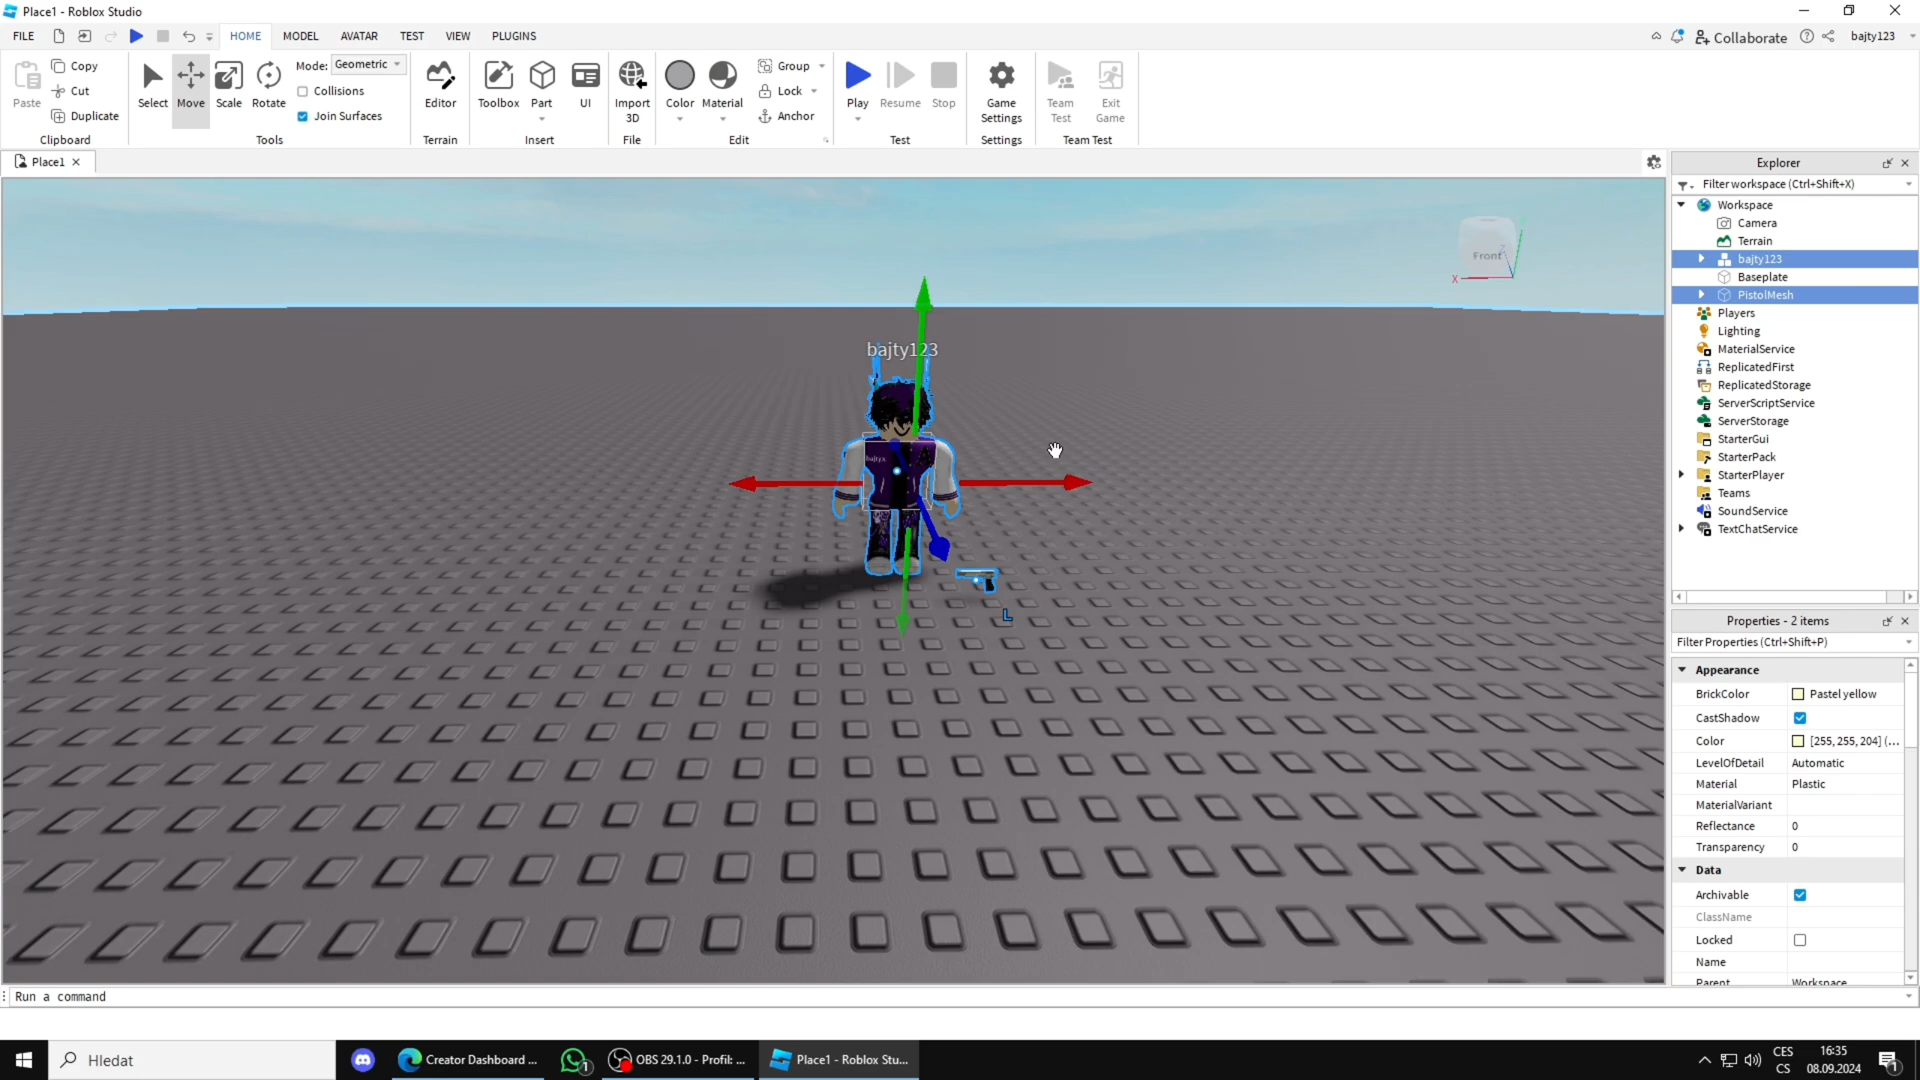 Place1 - Roblox Studio
FILE HOME MODEL AVATAR TEST VIEW PLUGINS
Collaborate bajty123
Paste Copy Cut Duplicate
Clipboard
Select Move Scale Rotate
Mode: Geometric
Collisions
Join Surfaces
Tools
Editor
Terrain
Toolbox Part UI
Insert
Import 3D
File
Color Material
Group
Lock
Anchor
Edit
Play Resume Stop
Test
Game Settings
Settings
Team Test Exit Game
Team Test
Place1
bajty123
Front
X
L
Explorer
Filter workspace (Ctrl+Shift+X)
Workspace
Camera
Terrain
bajty123
Baseplate
PistolMesh
Players
Lighting
MaterialService
ReplicatedFirst
ReplicatedStorage
ServerScriptService
ServerStorage
StarterGui
StarterPack
StarterPlayer
Teams
SoundService
TextChatService
Properties - 2 items
Filter Properties (Ctrl+Shift+P)
Appearance
BrickColor Pastel yellow
CastShadow
Color [255, 255, 204] (...
LevelOfDetail Automatic
Material Plastic
MaterialVariant
Reflectance 0
Transparency 0
Data
Archivable
ClassName
Locked
Name
Parent Workspace
Run a command
Hledat
Creator Dashboard ...
1
OBS 29.1.0 - Profil: ...
Place1 - Roblox Stu...
CES
CS
16:35
08.09.2024
1